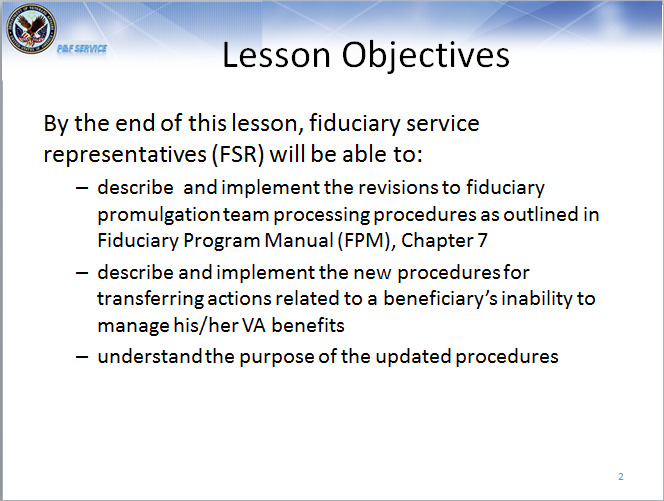 P&F SERVICE
Lesson Objectives
By the end of this lesson, fiduciary service
representatives (FSR) will be able to:
– describe  and implement the revisions to fiduciary
promulgation team processing procedures as outlined in
Fiduciary Program Manual (FPM), Chapter 7
– describe and implement the new procedures for
transferring actions related to a beneficiary's inability to
manage his/her VA benefits
– understand the purpose of the updated procedures
2